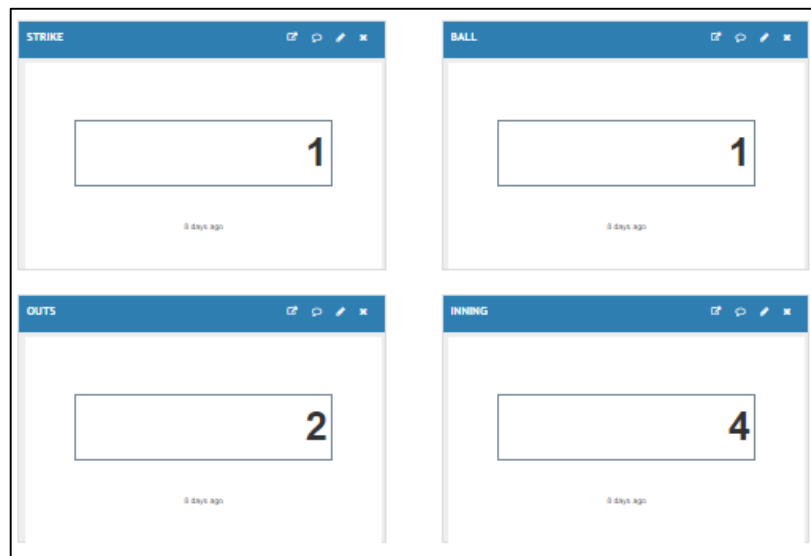 STRIKE
1
8 days ago
BALL
1
8 days ago
OUTS
2
8 days ago
INNING
4
8 days ago